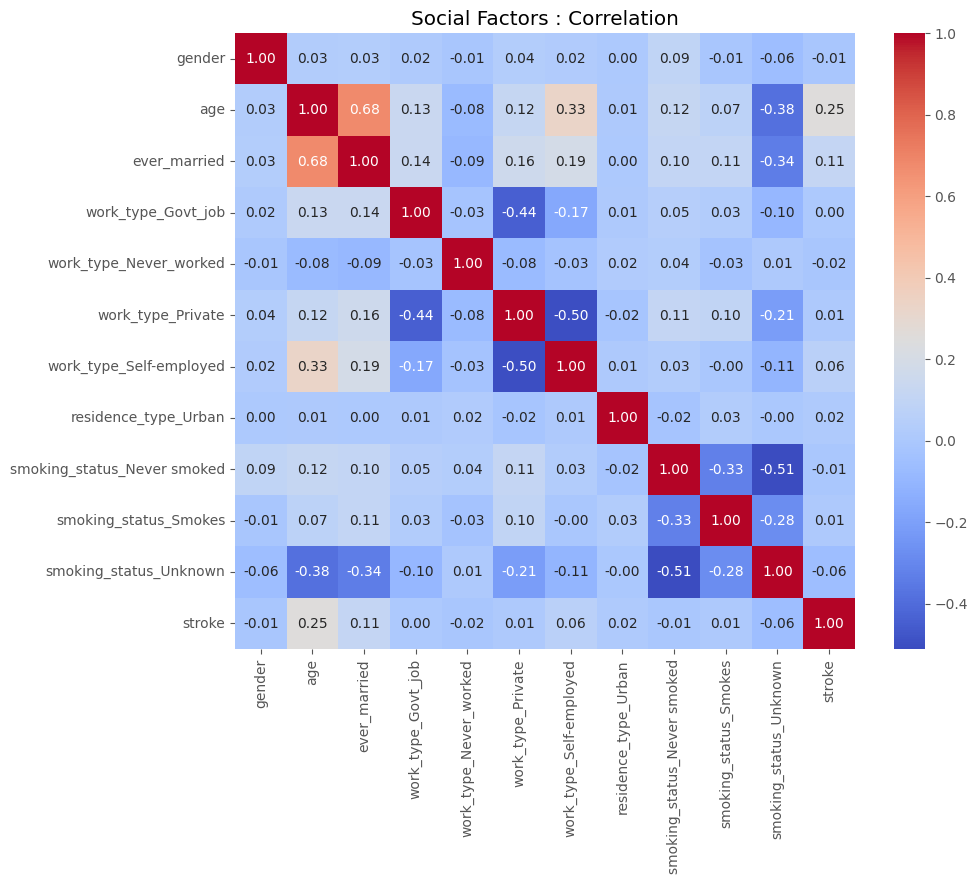 Social Factors : Correlation
gender 1.00 0.03 0.03 0.02 -0.01 0.04 0.02 0.00 0.09 -0.01 -0.06 -0.01
age 0.03 1.00 0.68 0.13 -0.08 0.12 0.33 0.01 0.12 0.07 -0.38 0.25
ever_married 0.03 0.68 1.00 0.14 -0.09 0.16 0.19 0.00 0.10 0.11 -0.34 0.11
work_type_Govt_job 0.02 0.13 0.14 1.00 -0.03 -0.44 -0.17 0.01 0.05 0.03 -0.10 0.00
work_type_Never_worked -0.01 -0.08 -0.09 -0.03 1.00 -0.08 -0.03 0.02 0.04 -0.03 0.01 -0.02
work_type_Private 0.04 0.12 0.16 -0.44 -0.08 1.00 -0.50 -0.02 0.11 0.10 -0.21 0.01
work_type_Self-employed 0.02 0.33 0.19 -0.17 -0.03 -0.50 1.00 0.01 0.03 -0.00 -0.11 0.06
residence_type_Urban 0.00 0.01 0.00 0.01 0.02 -0.02 0.01 1.00 -0.02 0.03 -0.00 0.02
smoking_status_Never smoked 0.09 0.12 0.10 0.05 0.04 0.11 0.03 -0.02 1.00 -0.33 -0.51 -0.01
smoking_status_Smokes -0.01 0.07 0.11 0.03 -0.03 0.10 -0.00 0.03 -0.33 1.00 -0.28 0.01
smoking_status_Unknown -0.06 -0.38 -0.34 -0.10 0.01 -0.21 -0.11 -0.00 -0.51 -0.28 1.00 -0.06
stroke -0.01 0.25 0.11 0.00 -0.02 0.01 0.06 0.02 -0.01 0.01 -0.06 1.00
gender
age
ever_married
work_type_Govt_job
work_type_Never_worked
work_type_Private
work_type_Self-employed
residence_type_Urban
smoking_status_Never smoked
smoking_status_Smokes
smoking_status_Unknown
stroke
1.0
0.8
0.6
0.4
0.2
0.0
−0.2
−0.4